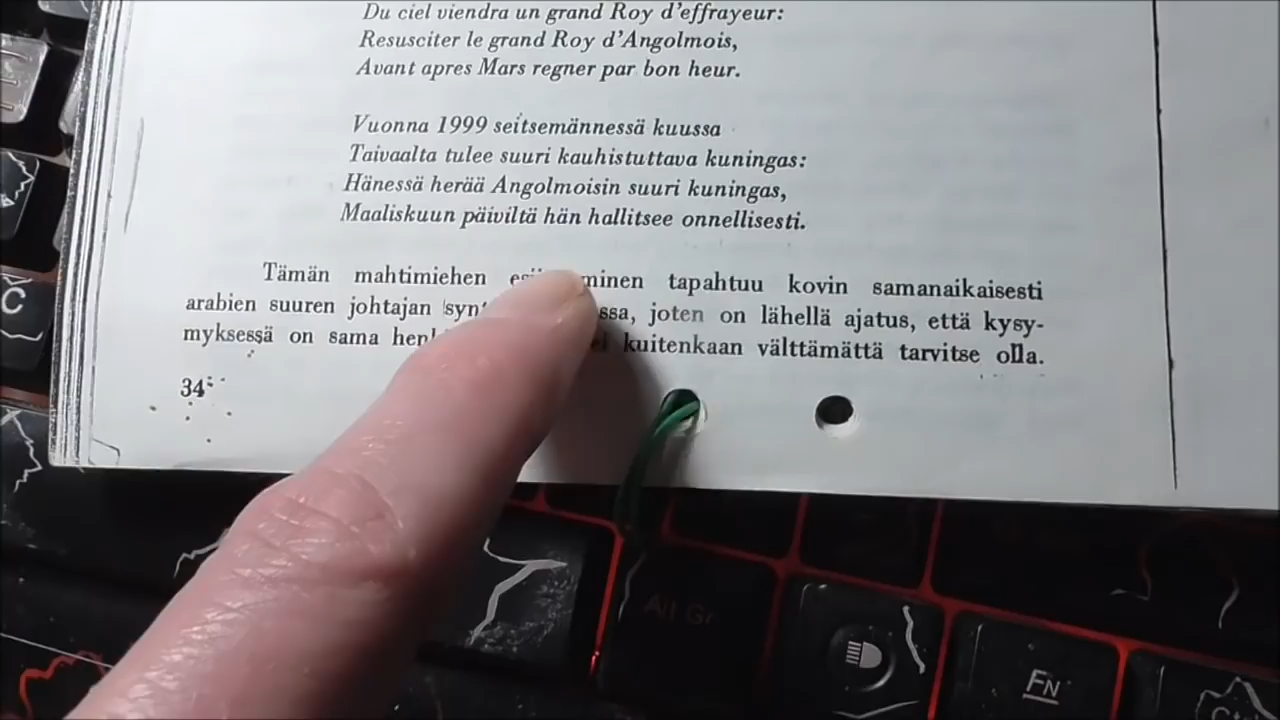 Du ciel viendra un grand Roy d'effrayeur:
Resusciter le grand Roy d'Angolmois,
Avant apres Mars regner par bon heur.
Vuonna 1999 seitsemännessä kuussa
Taivaalta tulee suuri kauhistuttava kuningas:
Hänessä herää Angolmoisin suuri kuningas,
Maaliskuun päiviltä hän hallitsee onnellisesti.
Tämän mahtimiehen tapahtuu kovin samanaikaisesti
arabien suuren johtajan joten on lähellä ajatus, että kysy-
myksessä on sama kuitenkaan välttämättä tarvitse olla.
34
C
Alt Gr
FN